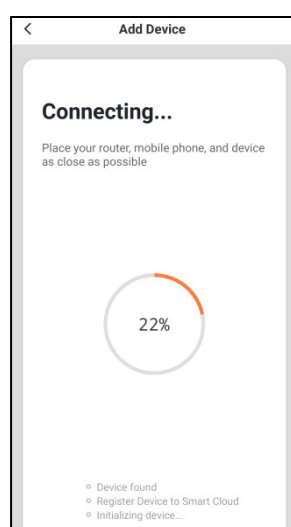 Add Device
Connecting...
Place your router, mobile phone, and device
as close as possible
22%
Device found
Register Device to Smart Cloud
Initializing device...